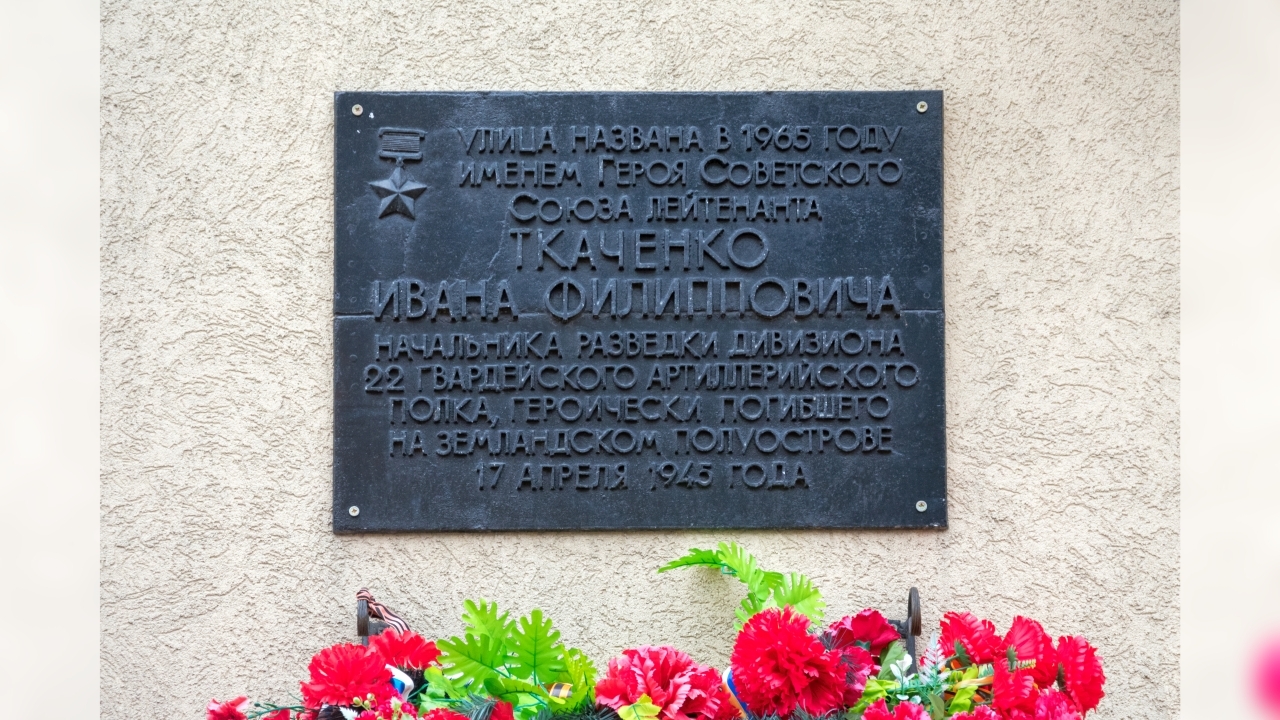 УЛИЦА НАЗВАНА В 1965 ГОДУ
ИМЕНЕМ ГЕРОЯ СОВЕТСКОГО
СОЮЗА ЛЕЙТЕНАНТА
ТКАЧЕНКО
ИВАНА ФИЛИППОВИЧА
НАЧАЛЬНИКА РАЗВЕДКИ ДИВИЗИОНА
22 ГВАРДЕЙСКОГО АРТИЛЛЕРИЙСКОГО
ПОЛКА, ГЕРОИЧЕСКИ ПОГИБШЕГО
НА ЗЕМЛАНДСКОМ ПОЛУОСТРОВЕ
17 АПРЕЛЯ 1945 ГОДА